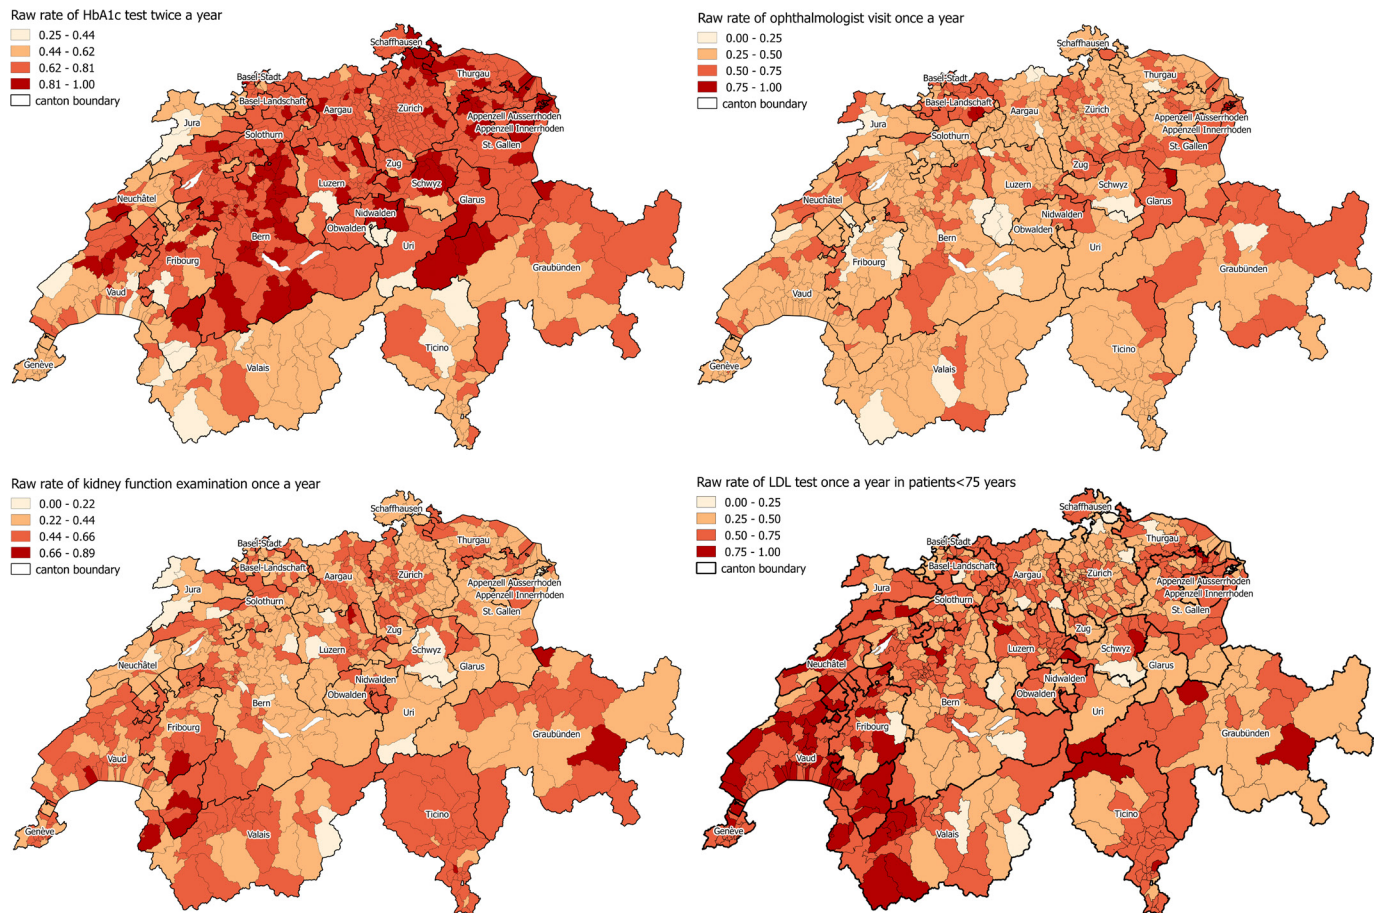 Raw rate of HbA1c test twice a year
0.25 - 0.44
0.44 - 0.62
0.62 - 0.81
0.81 - 1.00
canton boundary
Schaffhausen
Basel-Stadt
Thurgau
Basel-Landschaft
Aargau
Zürich
Jura
Appenzell Ausserrhoden
Appenzell Innerrhoden
Solothurn
St. Gallen
Zug
Luzern
Schwyz
Neuchâtel
Glarus
Nidwalden
Obwalden
Bern
Uri
Fribourg
Graubünden
Vaud
Ticino
Genève
Valais
Raw rate of ophthalmologist visit once a year
0.00 - 0.25
0.25 - 0.50
0.50 - 0.75
0.75 - 1.00
canton boundary
Schaffhausen
Basel-Stadt
Thurgau
Basel-Landschaft
Aargau
Zürich
Jura
Appenzell Ausserrhoden
Appenzell Innerrhoden
Solothurn
St. Gallen
Zug
Luzern
Schwyz
Neuchâtel
Glarus
Nidwalden
Obwalden
Bern
Uri
Fribourg
Graubünden
Vaud
Ticino
Genève
Valais
Raw rate of kidney function examination once a year
0.00 - 0.22
0.22 - 0.44
0.44 - 0.66
0.66 - 0.89
canton boundary
Schaffhausen
Basel-Stadt
Thurgau
Basel-Landschaft
Aargau
Zürich
Jura
Appenzell Ausserrhoden
Appenzell Innerrhoden
Solothurn
St. Gallen
Zug
Luzern
Schwyz
Neuchâtel
Glarus
Nidwalden
Obwalden
Bern
Uri
Fribourg
Graubünden
Vaud
Ticino
Genève
Valais
Raw rate of LDL test once a year in patients<75 years
0.00 - 0.25
0.25 - 0.50
0.50 - 0.75
0.75 - 1.00
canton boundary
Schaffhausen
Basel-Stadt
Thurgau
Basel-Landschaft
Aargau
Zürich
Jura
Appenzell Ausserrhoden
Appenzell Innerrhoden
Solothurn
St. Gallen
Zug
Luzern
Schwyz
Neuchâtel
Glarus
Nidwalden
Obwalden
Bern
Uri
Fribourg
Graubünden
Vaud
Ticino
Genève
Valais